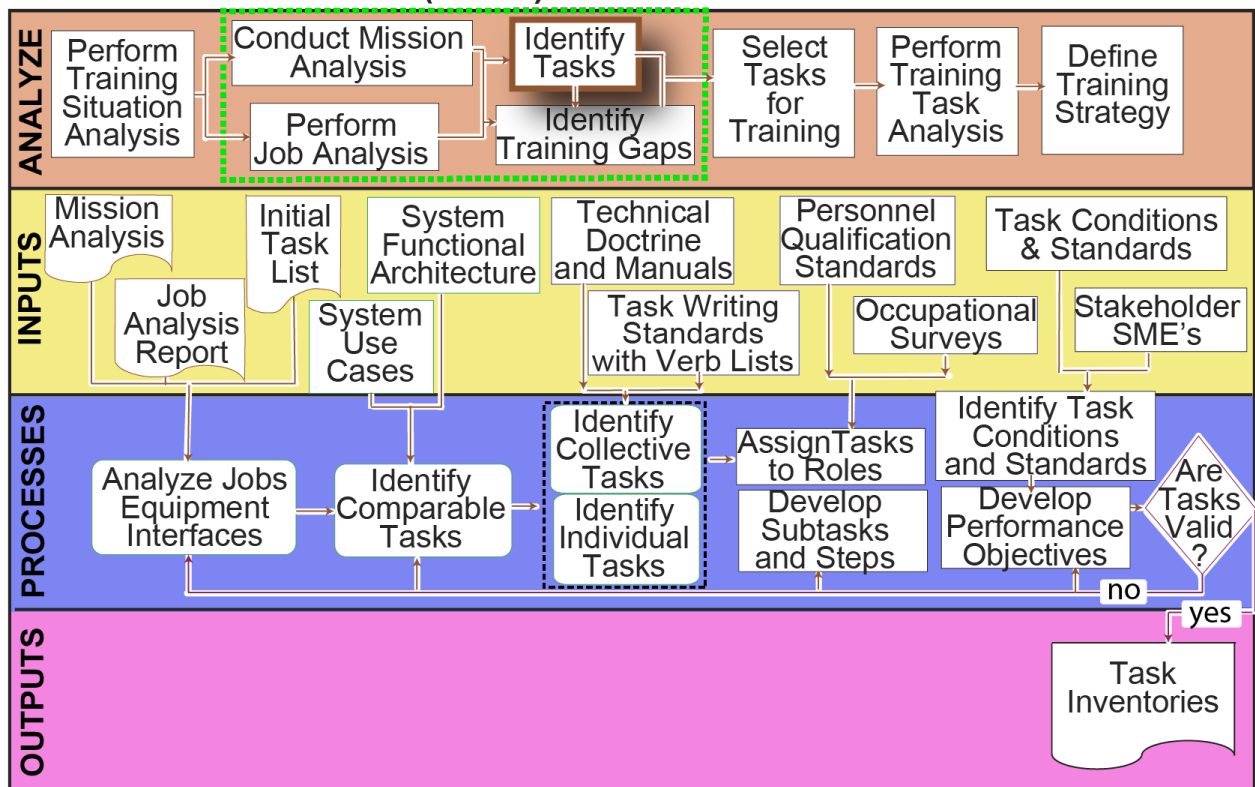 ANALYZE
Perform
Training
Situation
Analysis
Conduct Mission
Analysis
Perform
Job Analysis
Identify
Tasks
Identify
Training Gaps
Select
Tasks
for
Training
Perform
Training
Task
Analysis
Define
Training
Strategy
INPUTS
Mission
Analysis
Job
Analysis
Report
Initial
Task
List
System
Use
Cases
System
Functional
Architecture
Technical
Doctrine
and Manuals
Task Writing
Standards
with Verb Lists
Personnel
Qualification
Standards
Occupational
Surveys
Task Conditions
& Standards
Stakeholder
SME's
PROCESSES
Analyze Jobs
Equipment
Interfaces
Identify
Comparable
Tasks
Identify
Collective
Tasks
Identify
Individual
Tasks
AssignTasks
to Roles
Develop
Subtasks
and Steps
Identify Task
Conditions
and Standards
Develop
Performance
Objectives
Are
Tasks
Valid
?
no
yes
OUTPUTS
Task
Inventories